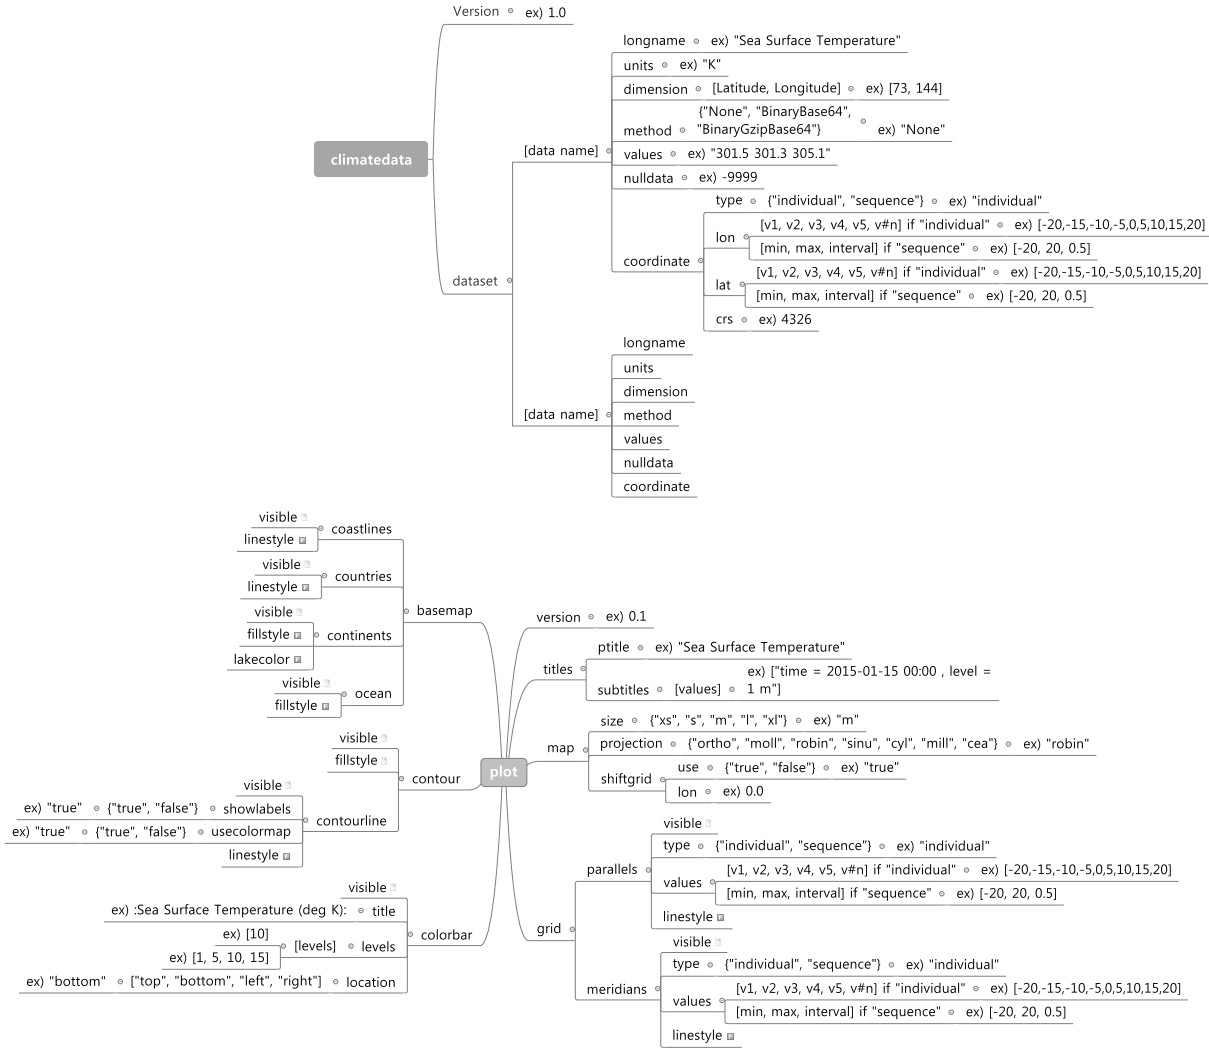 Version ex) 1.0
longname ex) "Sea Surface Temperature"
units ex) "K"
dimension [Latitude, Longitude] ex) [73, 144]
{"None", "BinaryBase64",
method "BinaryGzipBase64"} ex) "None"
[data name]
values ex) "301.5 301.3 305.1"
climatedata
nulldata ex) -9999
type {"individual", "sequence"} ex) "individual"
[v1, v2, v3, v4, v5, v#n] if "individual" ex) [-20,-15,-10,-5,0,5,10,15,20]
lon
[min, max, interval] if "sequence" ex) [-20, 20, 0.5]
coordinate
[v1, v2, v3, v4, v5, v#n] if "individual" ex) [-20,-15,-10,-5,0,5,10,15,20]
dataset
lat
[min, max, interval] if "sequence" ex) [-20, 20, 0.5]
crs ex) 4326
longname
units
dimension
[data name]
method
values
nulldata
coordinate
visible
coastlines
linestyle
visible
countries
linestyle
basemap
visible
fillstyle
continents
lakecolor
visible
ocean
fillstyle
visible
fillstyle
contour
visible
ex) "true" {"true", "false"} showlabels
contourline
ex) "true" {"true", "false"} usecolormap
linestyle
visible
ex) :Sea Surface Temperature (deg K): title
colorbar
ex) [10]
[levels] levels
ex) [1, 5, 10, 15]
ex) "bottom" ["top", "bottom", "left", "right"] location
plot
version ex) 0.1
titles
ptitle ex) "Sea Surface Temperature"
ex) ["time = 2015-01-15 00:00 , level =
subtitles [values] 1 m"]
map
size {"xs", "s", "m", "l", "xl"} ex) "m"
projection {"ortho", "moll", "robin", "sinu", "cyl", "mill", "cea"} ex) "robin"
shiftgrid
use {"true", "false"} ex) "true"
lon ex) 0.0
grid
parallels
visible
type {"individual", "sequence"} ex) "individual"
[v1, v2, v3, v4, v5, v#n] if "individual" ex) [-20,-15,-10,-5,0,5,10,15,20]
values
[min, max, interval] if "sequence" ex) [-20, 20, 0.5]
linestyle
meridians
visible
type {"individual", "sequence"} ex) "individual"
[v1, v2, v3, v4, v5, v#n] if "individual" ex) [-20,-15,-10,-5,0,5,10,15,20]
values
[min, max, interval] if "sequence" ex) [-20, 20, 0.5]
linestyle